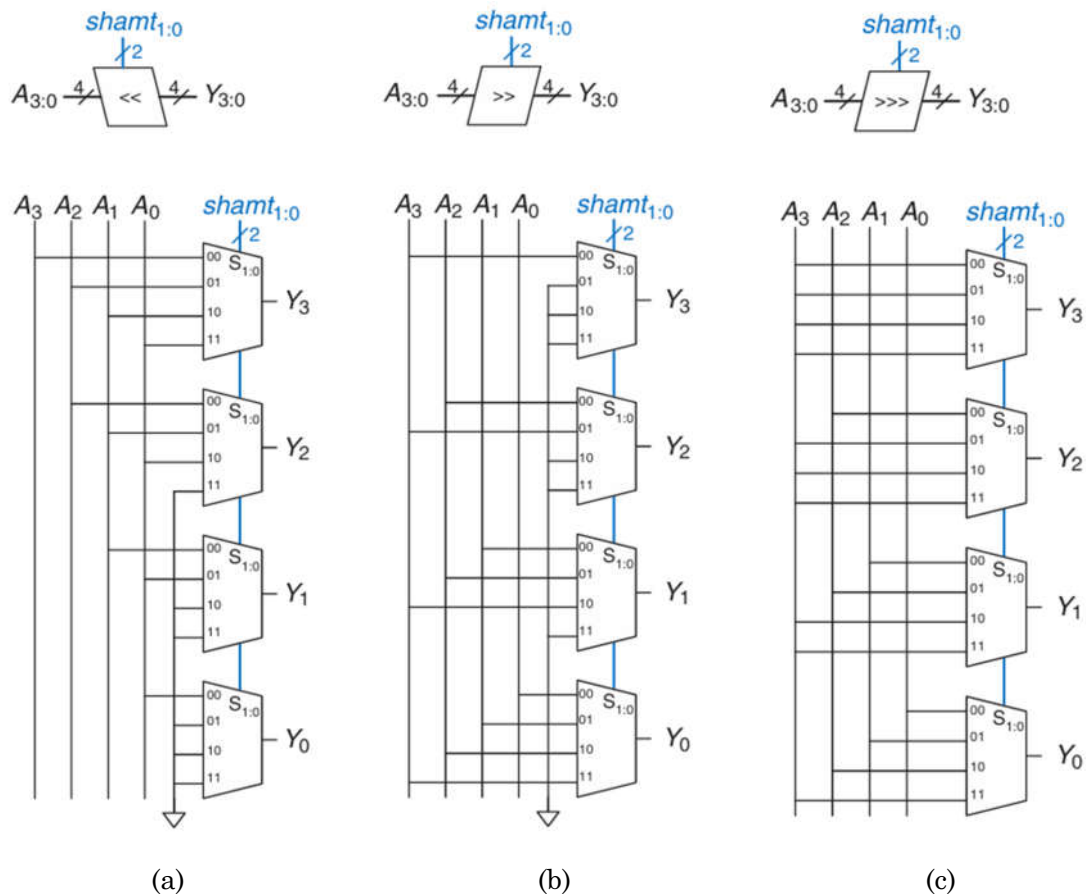 shamt1:0
2
A3:0 4 << 4 Y3:0
A3 A2 A1 A0 shamt1:0
2
00 S1:0
01
10
11
Y3
00 S1:0
01
10
11
Y2
00 S1:0
01
10
11
Y1
00 S1:0
01
10
11
Y0
(a)
shamt1:0
2
A3:0 4 >> 4 Y3:0
A3 A2 A1 A0 shamt1:0
2
00 S1:0
01
10
11
Y3
00 S1:0
01
10
11
Y2
00 S1:0
01
10
11
Y1
00 S1:0
01
10
11
Y0
(b)
shamt1:0
2
A3:0 4 >>> 4 Y3:0
A3 A2 A1 A0 shamt1:0
2
00 S1:0
01
10
11
Y3
00 S1:0
01
10
11
Y2
00 S1:0
01
10
11
Y1
00 S1:0
01
10
11
Y0
(c)